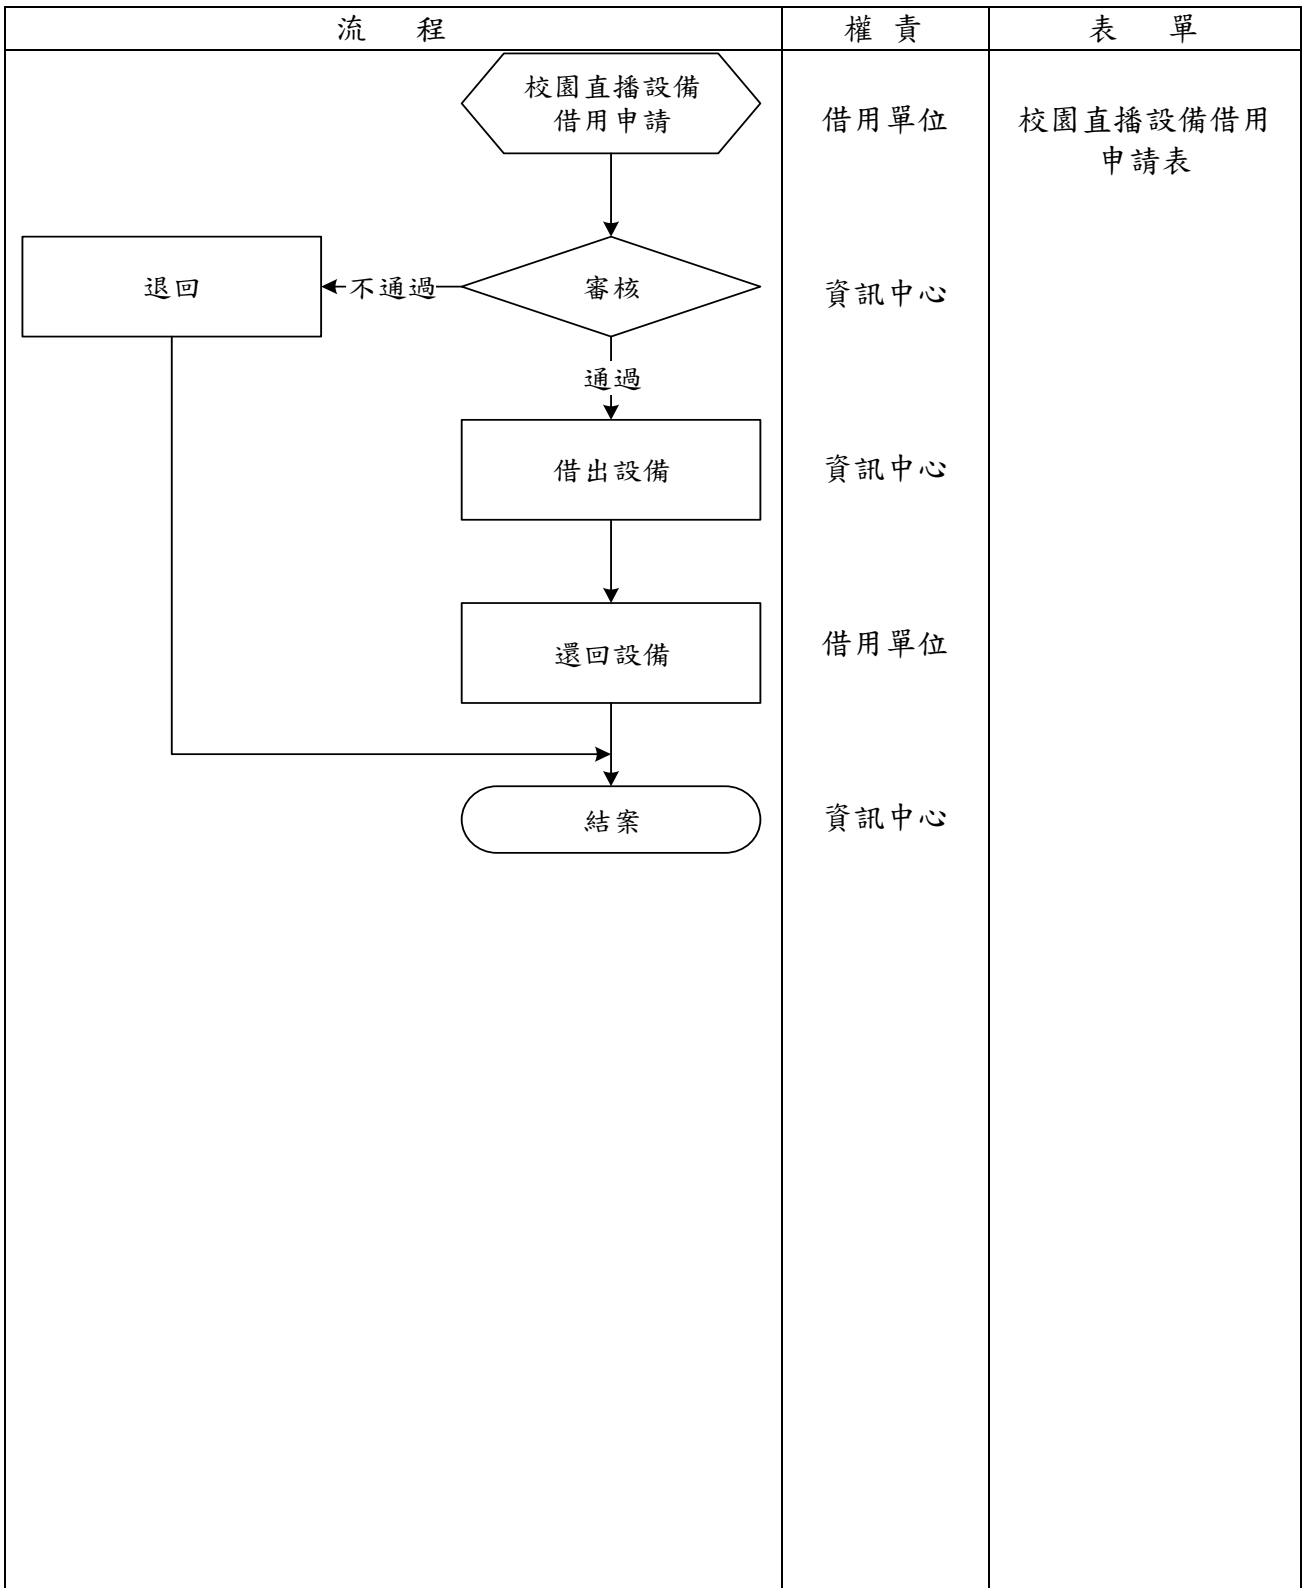 流 程 權 責 表 單
校園直播設備
借用申請
借用單位
校園直播設備借用
申請表
退回
不通過
審核
資訊中心
通過
借出設備
資訊中心
還回設備
借用單位
結案
資訊中心